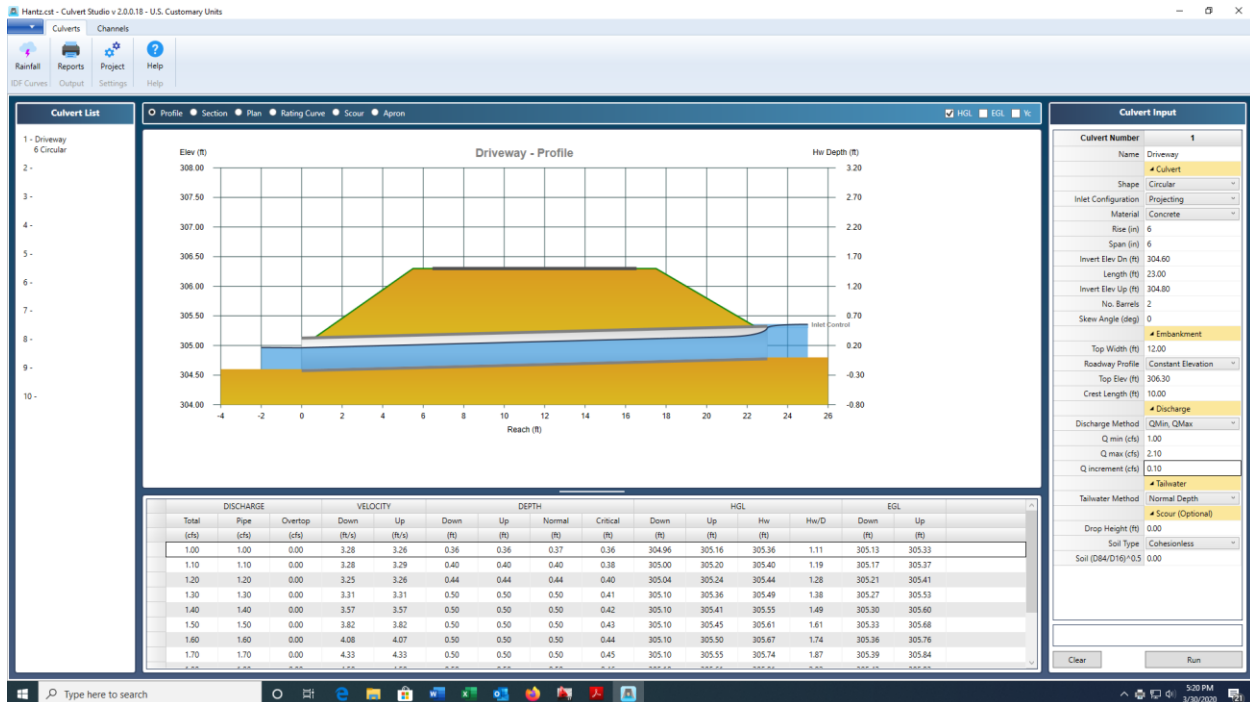 Hantz.cst - Culvert Studio v 2.0.0.18 - U.S. Customary Units
Culverts Channels
Rainfall Reports Project Help
IDF Curves Output Settings Help
Culvert List
1 - Driveway
6 Circular
2 -
3 -
4 -
5 -
6 -
7 -
8 -
9 -
10 -
Profile Section Plan Rating Curve Scour Apron HGL EGL Yc
Elev (ft) Driveway - Profile Hw Depth (ft)
308.00 3.20
307.50 2.70
307.00 2.20
306.50 1.70
306.00 1.20
305.50 0.70
Inlet Control
305.00 0.20
304.50 -0.30
304.00 -0.80
-4 -2 0 2 4 6 8 10 12 14 16 18 20 22 24 26
Reach (ft)
DISCHARGE VELOCITY DEPTH HGL EGL
Total Pipe Overtop Down Up Down Up Normal Critical Down Up Hw Hw/D Down Up
(cfs) (cfs) (cfs) (ft/s) (ft/s) (ft) (ft) (ft) (ft) (ft) (ft) (ft) (ft) (ft)
1.00 1.00 0.00 3.28 3.26 0.36 0.36 0.37 0.36 304.96 305.16 305.36 1.11 305.13 305.33
1.10 1.10 0.00 3.28 3.29 0.40 0.40 0.40 0.38 305.00 305.20 305.40 1.19 305.17 305.37
1.20 1.20 0.00 3.25 3.26 0.44 0.44 0.44 0.40 305.04 305.24 305.44 1.28 305.21 305.41
1.30 1.30 0.00 3.31 3.31 0.50 0.50 0.50 0.41 305.10 305.36 305.49 1.38 305.27 305.53
1.40 1.40 0.00 3.57 3.57 0.50 0.50 0.50 0.42 305.10 305.41 305.55 1.49 305.30 305.60
1.50 1.50 0.00 3.82 3.82 0.50 0.50 0.50 0.43 305.10 305.45 305.61 1.61 305.33 305.68
1.60 1.60 0.00 4.08 4.07 0.50 0.50 0.50 0.44 305.10 305.50 305.67 1.74 305.36 305.76
1.70 1.70 0.00 4.33 4.33 0.50 0.50 0.50 0.45 305.10 305.55 305.74 1.87 305.39 305.84
Culvert Input
Culvert Number 1
Name Driveway
Culvert
Shape Circular
Inlet Configuration Projecting
Material Concrete
Rise (in) 6
Span (in) 6
Invert Elev Dn (ft) 304.60
Length (ft) 23.00
Invert Elev Up (ft) 304.80
No. Barrels 2
Skew Angle (deg) 0
Embankment
Top Width (ft) 12.00
Roadway Profile Constant Elevation
Top Elev (ft) 306.30
Crest Length (ft) 10.00
Discharge
Discharge Method QMin, QMax
Q min (cfs) 1.00
Q max (cfs) 2.10
Q increment (cfs) 0.10
Tailwater
Tailwater Method Normal Depth
Scour (Optional)
Drop Height (ft) 0.00
Soil Type Cohesionless
Soil (D84/D16)^0.5 0.00
Clear Run
Type here to search
5:20 PM
3/30/2020
21